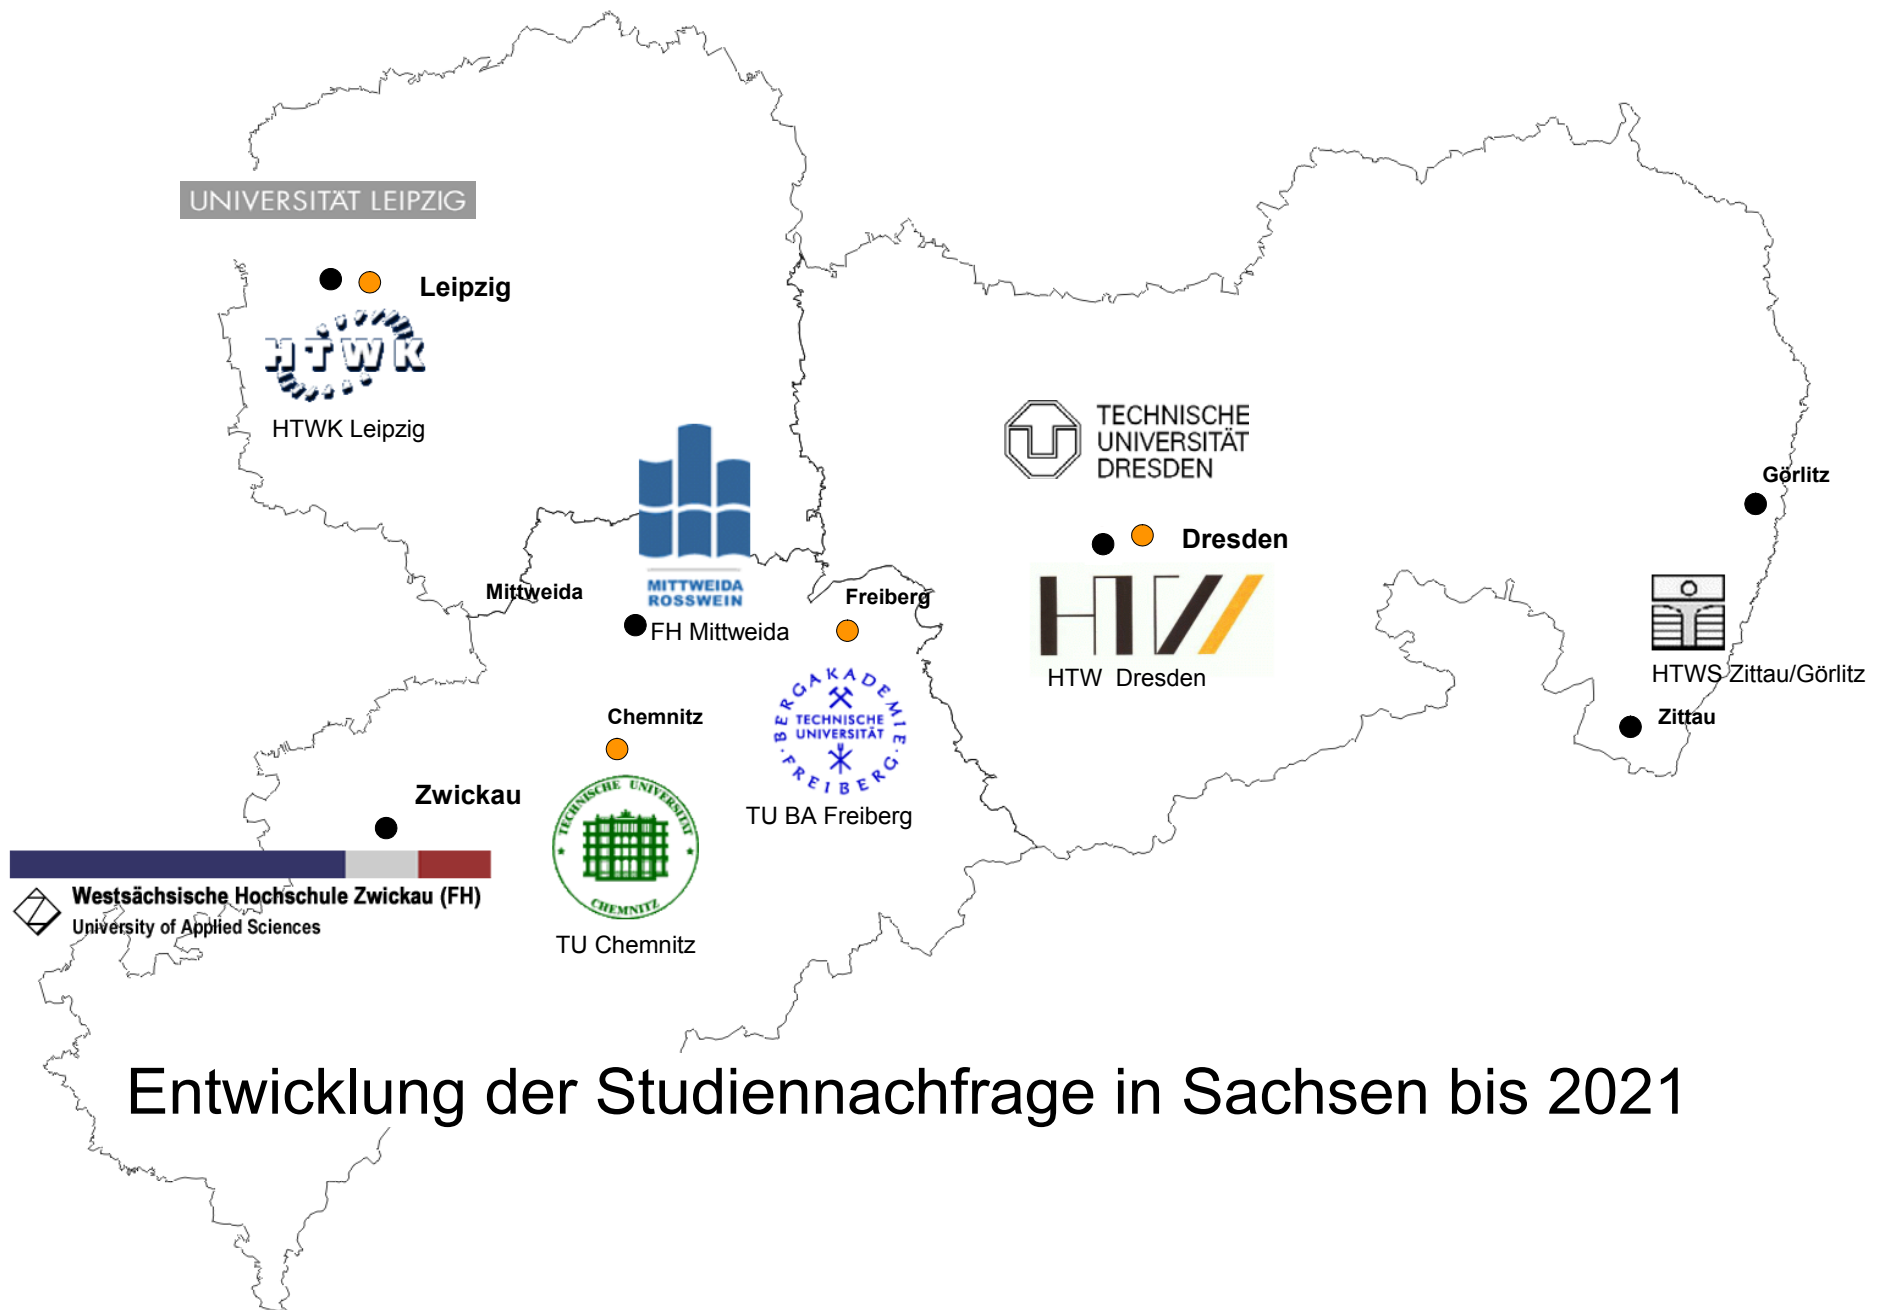 UNIVERSITÄT LEIPZIG
Leipzig
HTWK
HTWK Leipzig
TECHNISCHE
UNIVERSITÄT
DRESDEN
Görlitz
Dresden
MITTWEIDA
ROSSWEIN
Mittweida
Freiberg
FH Mittweida
HTW
HTW Dresden
HTWS Zittau/Görlitz
Zittau
BERGAKADEMIE
TECHNISCHE
UNIVERSITÄT
FREIBERG
TU BA Freiberg
Chemnitz
TECHNISCHE UNIVERSITÄT
CHEMNITZ
TU Chemnitz
Zwickau
Westsächsische Hochschule Zwickau (FH)
University of Applied Sciences
Entwicklung der Studiennachfrage in Sachsen bis 2021